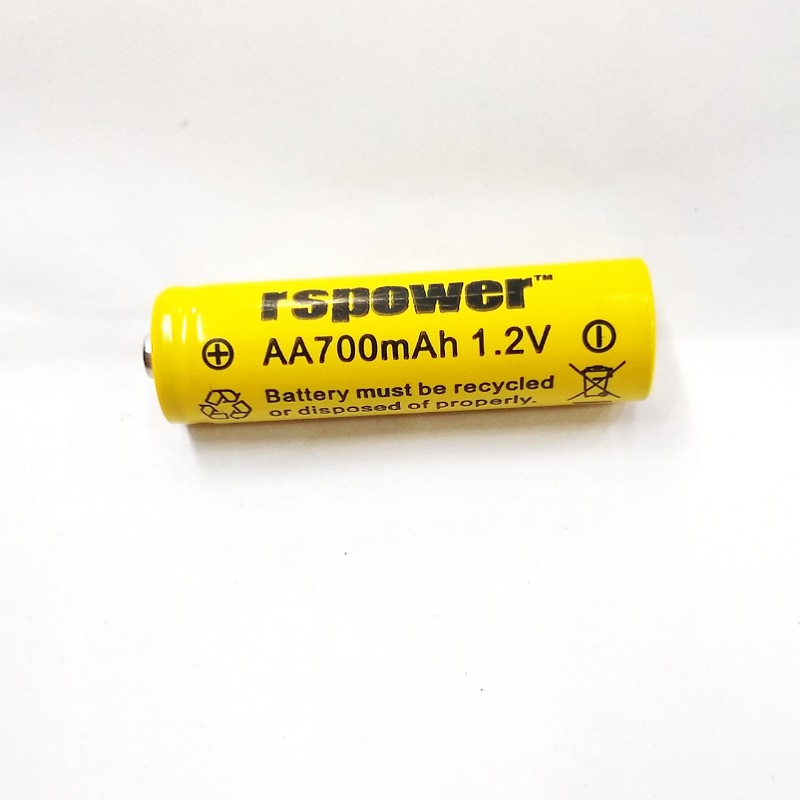 rspower™
AA700mAh 1.2V
Battery must be recycled
or disposed of properly.